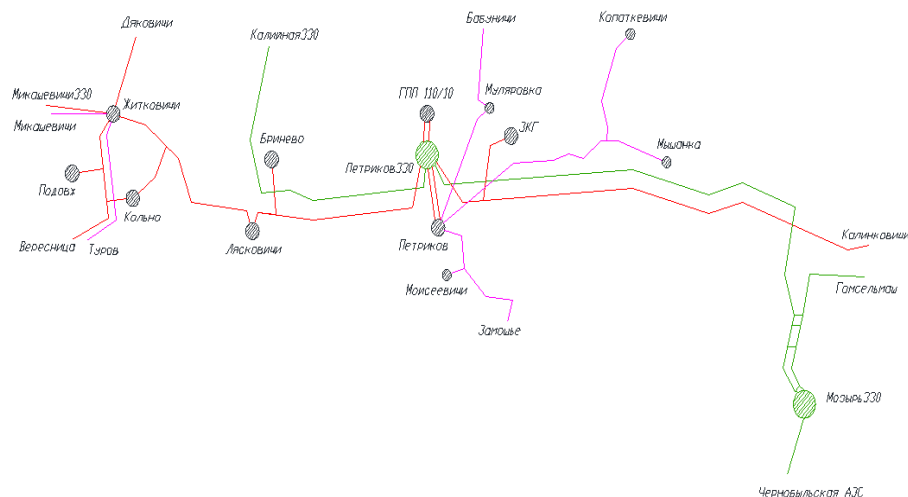 Дяковичи
Калийная330
Бабуничи
Копаткевичи
Микашевичи330
Житковичи
ГПП 110/10
Муляровка
Микашевичи
Бринево
ЗКГ
Петриков330
Мышанка
Подовж
Кольно
Вересница
Туров
Лясковичи
Петриков
Калинковичи
Моисеевичи
Гомсельмаш
Замошье
Мозырь330
Чернобыльская АЭС